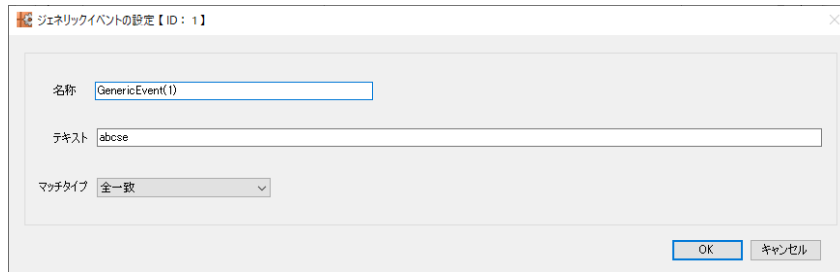 ジェネリックイベントの設定【 ID : 1 】
名称 GenericEvent(1)
テキスト abcse
マッチタイプ 全一致
OK キャンセル